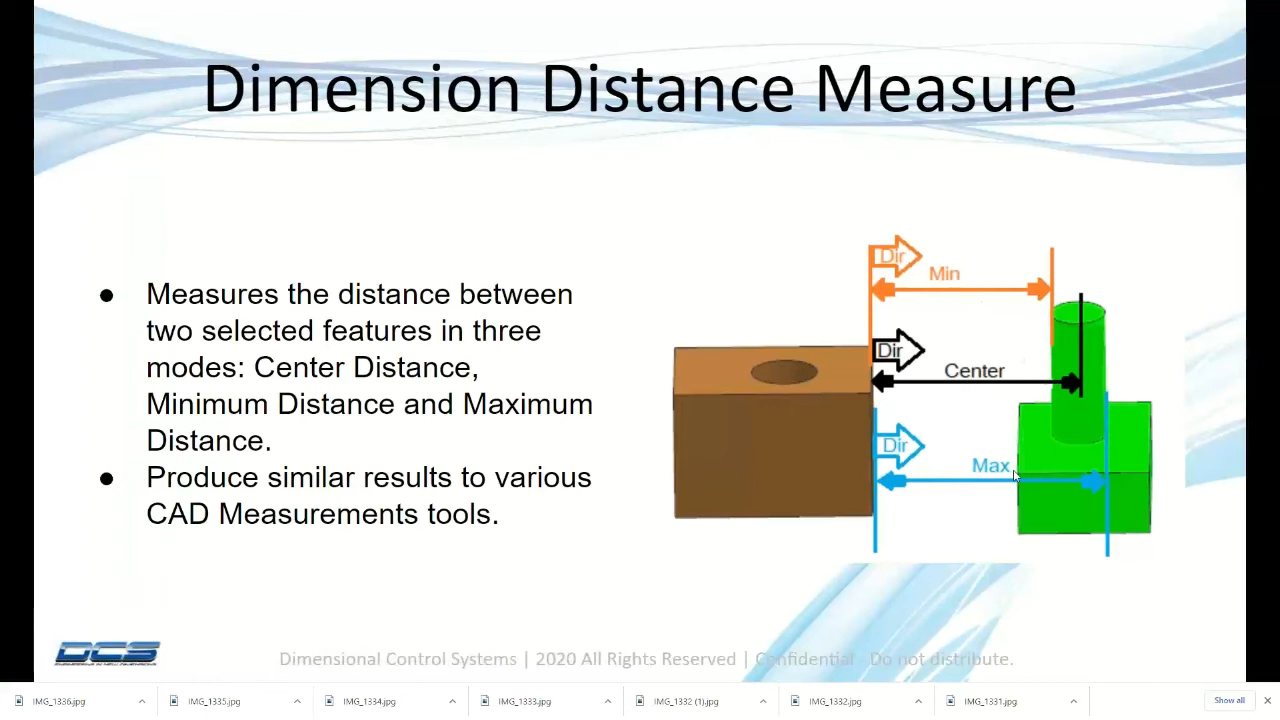 Dimension Distance Measure
● Measures the distance between
two selected features in three
modes: Center Distance,
Minimum Distance and Maximum
Distance.
● Produce similar results to various
CAD Measurements tools.
Dir
Min
Dir
Center
Dir
Max
DCS
Dimensional Control Systems | 2020 All Rights Reserved | Confidential - Do not distribute.
IMG_1336.jpg
IMG_1335.jpg
IMG_1334.jpg
IMG_1333.jpg
IMG_1332 (1).jpg
IMG_1332.jpg
IMG_1331.jpg
Show all